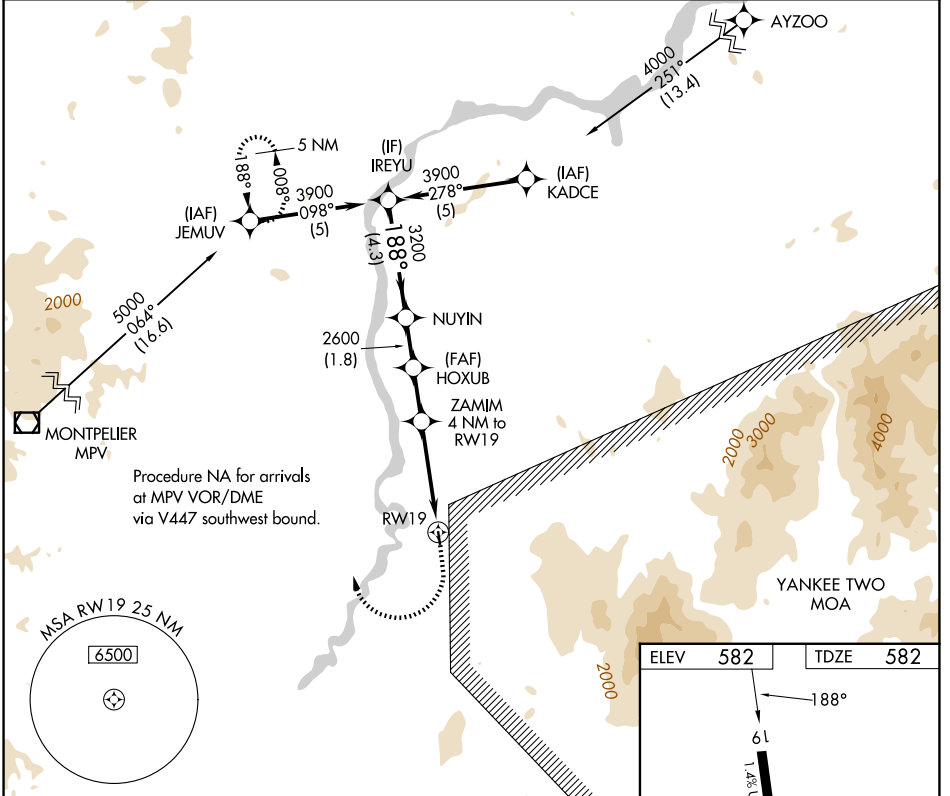 AYZOO
4000
251°
(13.4)
5 NM
188°
008°
(IF)
IREYU
3900
278°
(5)
(IAF)
KADCE
(IAF)
JEMUV
3900
098°
(5)
3200
188°
(4.3)
2000
5000
064°
(16.6)
NUYIN
2600
(1.8)
(FAF)
HOXUB
ZAMIM
4 NM to
RW19
MONTPELIER
MPV
2000
3000
4000
Procedure NA for arrivals
at MPV VOR/DME
via V447 southwest bound.
RW19
YANKEE TWO
MOA
MSA RW19 25 NM
6500
2000
ELEV 582
TDZE 582
188°
19
1.4%